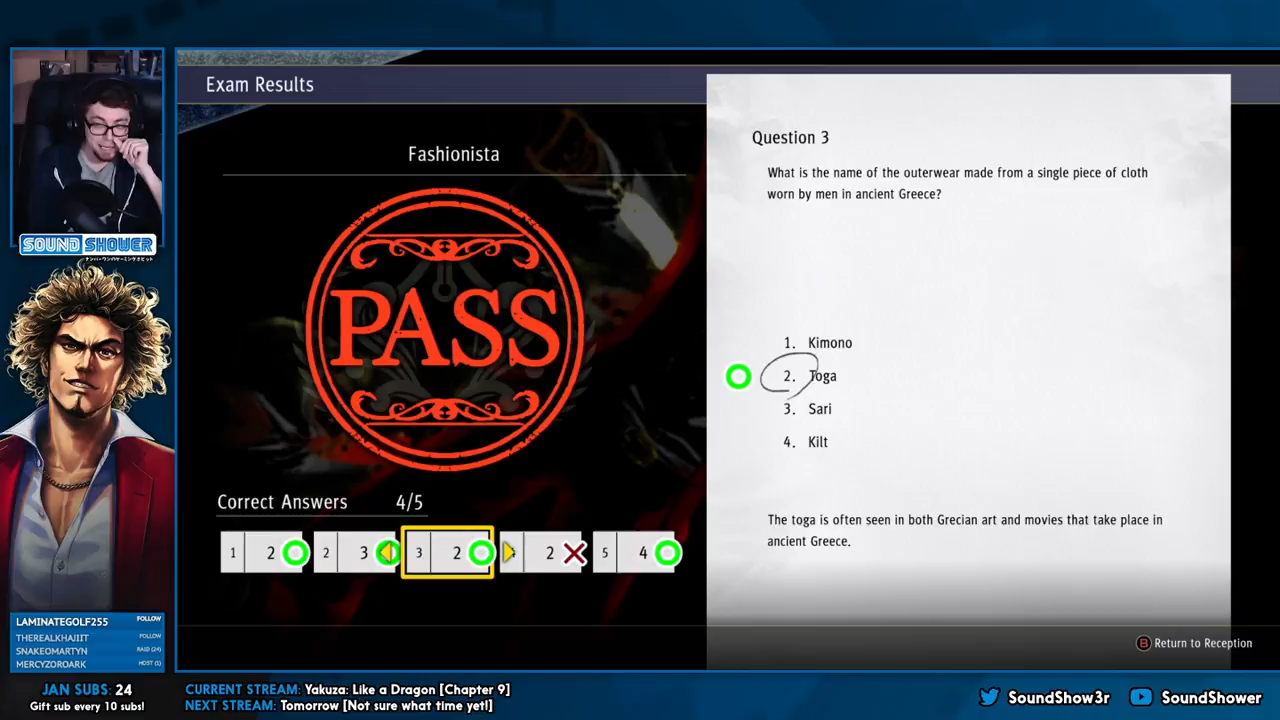 SOUND SHOWER
Exam Results
Fashionista
PASS
Correct Answers 4/5
1 2
2 3
3 2
2
5 4
Question 3
What is the name of the outerwear made from a single piece of cloth
worn by men in ancient Greece?
1. Kimono
2. Toga
3. Sari
4. Kilt
The toga is often seen in both Grecian art and movies that take place in
ancient Greece.
B Return to Reception
LAMINATEGOLF255 FOLLOW
THEREALKHAJIIT FOLLOW
SNAKEOMARTYN RAID (24)
MERCYZOROARK HOST (1)
JAN SUBS: 24
Gift sub every 10 subs!
CURRENT STREAM: Yakuza: Like a Dragon [Chapter 9]
NEXT STREAM: Tomorrow [Not sure what time yet!]
SoundShow3r
SoundShower